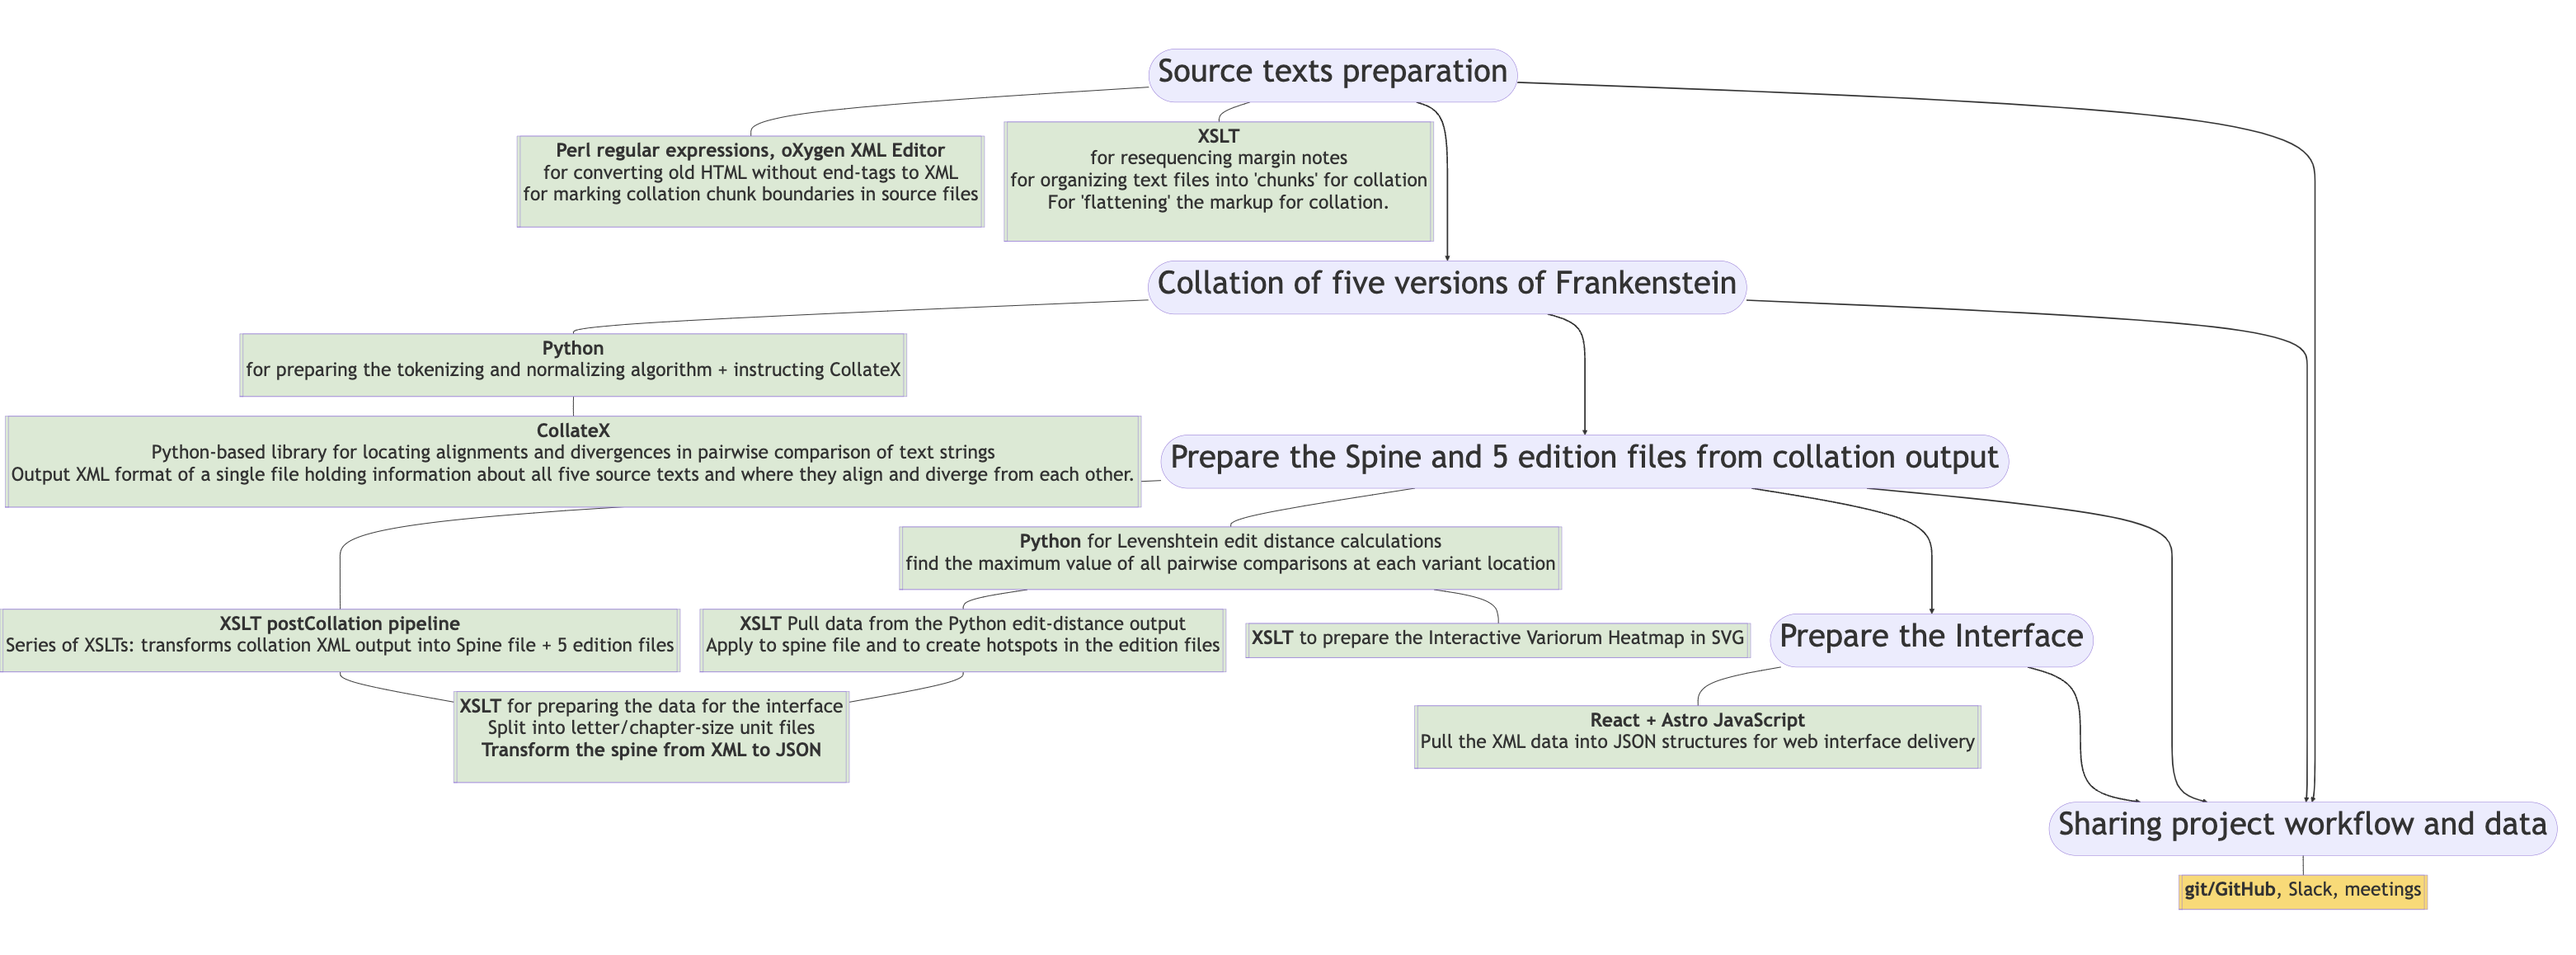 Source texts preparation
Perl regular expressions, oXygen XML Editor
for converting old HTML without end-tags to XML
for marking collation chunk boundaries in source files
XSLT
for resequencing margin notes
for organizing text files into 'chunks' for collation
For 'flattening' the markup for collation.
Collation of five versions of Frankenstein
Python
for preparing the tokenizing and normalizing algorithm + instructing CollateX
CollateX
Python-based library for locating alignments and divergences in pairwise comparison of text strings
Output XML format of a single file holding information about all five source texts and where they align and diverge from each other.
Prepare the Spine and 5 edition files from collation output
Python for Levenshtein edit distance calculations
find the maximum value of all pairwise comparisons at each variant location
XSLT postCollation pipeline
Series of XSLTs: transforms collation XML output into Spine file + 5 edition files
XSLT Pull data from the Python edit-distance output
Apply to spine file and to create hotspots in the edition files
XSLT to prepare the Interactive Variorum Heatmap in SVG
Prepare the Interface
XSLT for preparing the data for the interface
Split into letter/chapter-size unit files
Transform the spine from XML to JSON
React + Astro JavaScript
Pull the XML data into JSON structures for web interface delivery
Sharing project workflow and data
git/GitHub, Slack, meetings